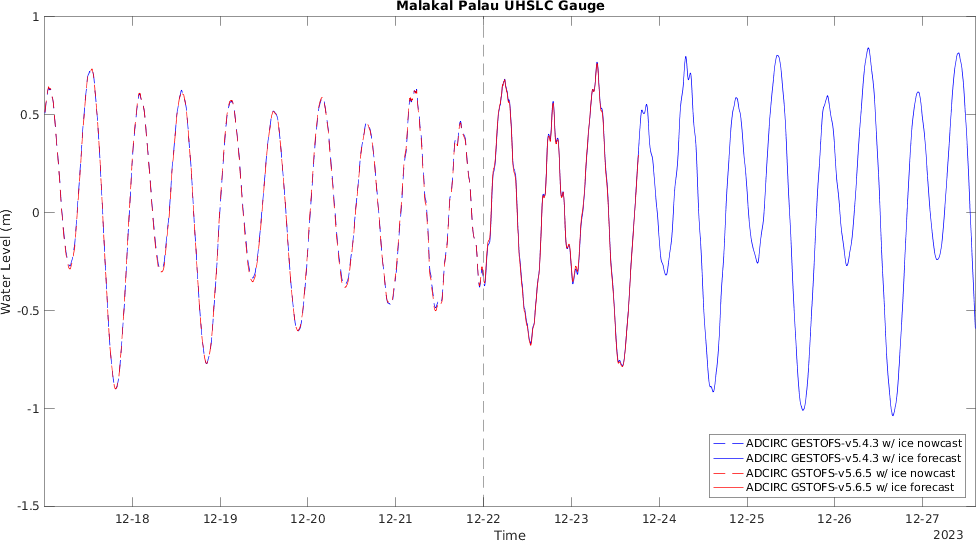 Malakal Palau UHSLC Gauge
1
0.5
0
-0.5
-1
-1.5
Water Level (m)
12-18 12-19 12-20 12-21 12-22 12-23 12-24 12-25 12-26 12-27
Time
2023
ADCIRC GESTOFS-v5.4.3 w/ ice nowcast
ADCIRC GESTOFS-v5.4.3 w/ ice forecast
ADCIRC GSTOFS-v5.6.5 w/ ice nowcast
ADCIRC GSTOFS-v5.6.5 w/ ice forecast